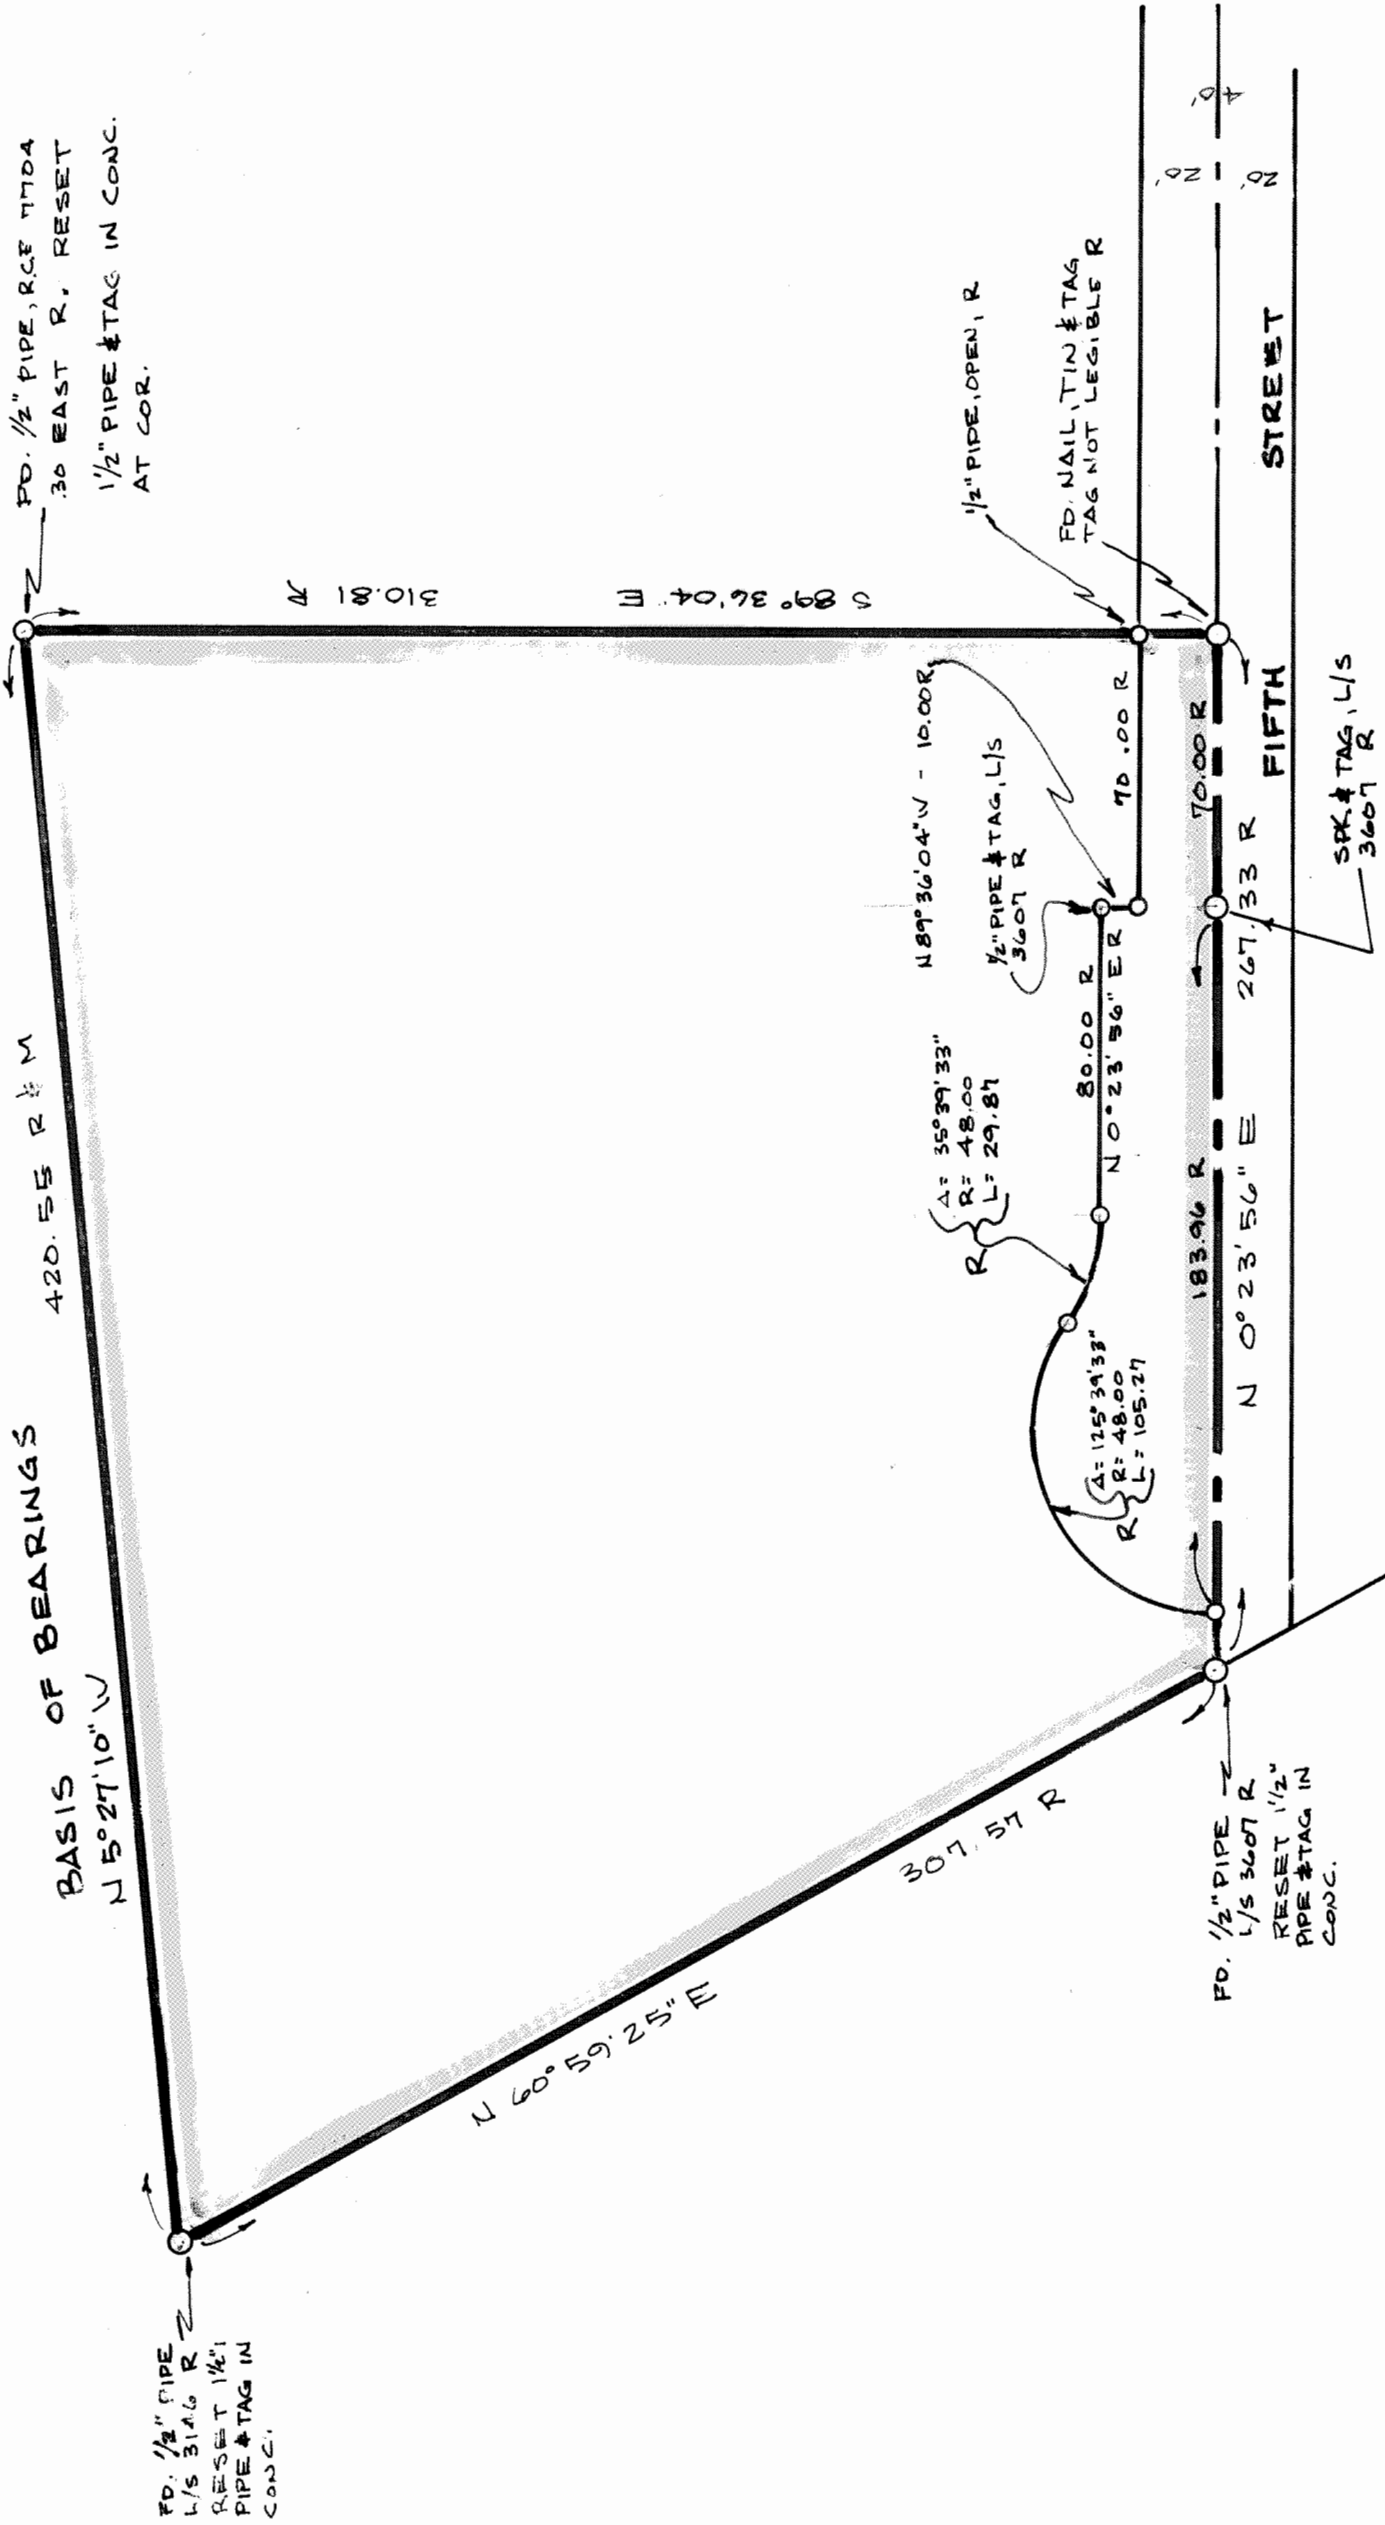 FD. 1/2" PIPE, R.C.E 7704
.30 EAST R, RESET
1 1/2" PIPE & TAG IN CONC.
AT COR.
BASIS OF BEARINGS
N 5° 27' 10" W
420.55 R & M
310.81 R
S 89° 36' 04" E
1/2" PIPE, OPEN, R
FD. NAIL, TIN & TAG
TAG NOT LEGIBLE R
20'
40'
20'
FIFTH STREET
N 89° 36' 04" W - 10.00 R
1/2" PIPE & TAG, L/S
3607 R
70.00 R
70.00 R
SPK & TAG, L/S
3607 R
80.00 R
N 0° 23' 56" E R
Δ = 35° 39' 33"
R = 48.00
L = 29.87
R
Δ = 125° 39' 33"
R = 48.00
L = 105.27
R
183.96 R
N 0° 23' 56" E 267.33 R
FD. 1/2" PIPE
L/S 3607 R
RESET 1 1/2"
PIPE & TAG IN
CONC.
N 60° 59' 25" E
307.57 R
FD. 1/2" PIPE
L/S R
RESET 1 1/2"
PIPE & TAG IN
CONC.